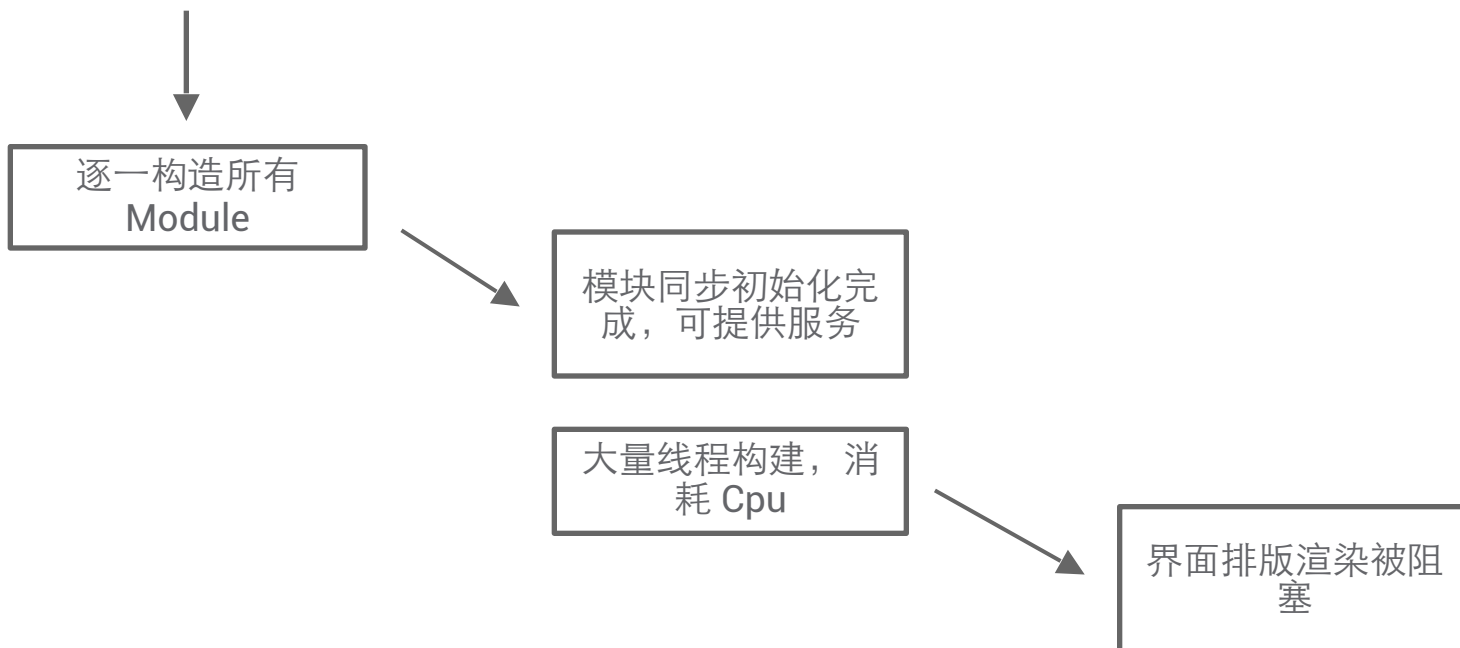 逐一构造所有
Module
模块同步初始化完
成，可提供服务
大量线程构建，消
耗 Cpu
界面排版渲染被阻
塞